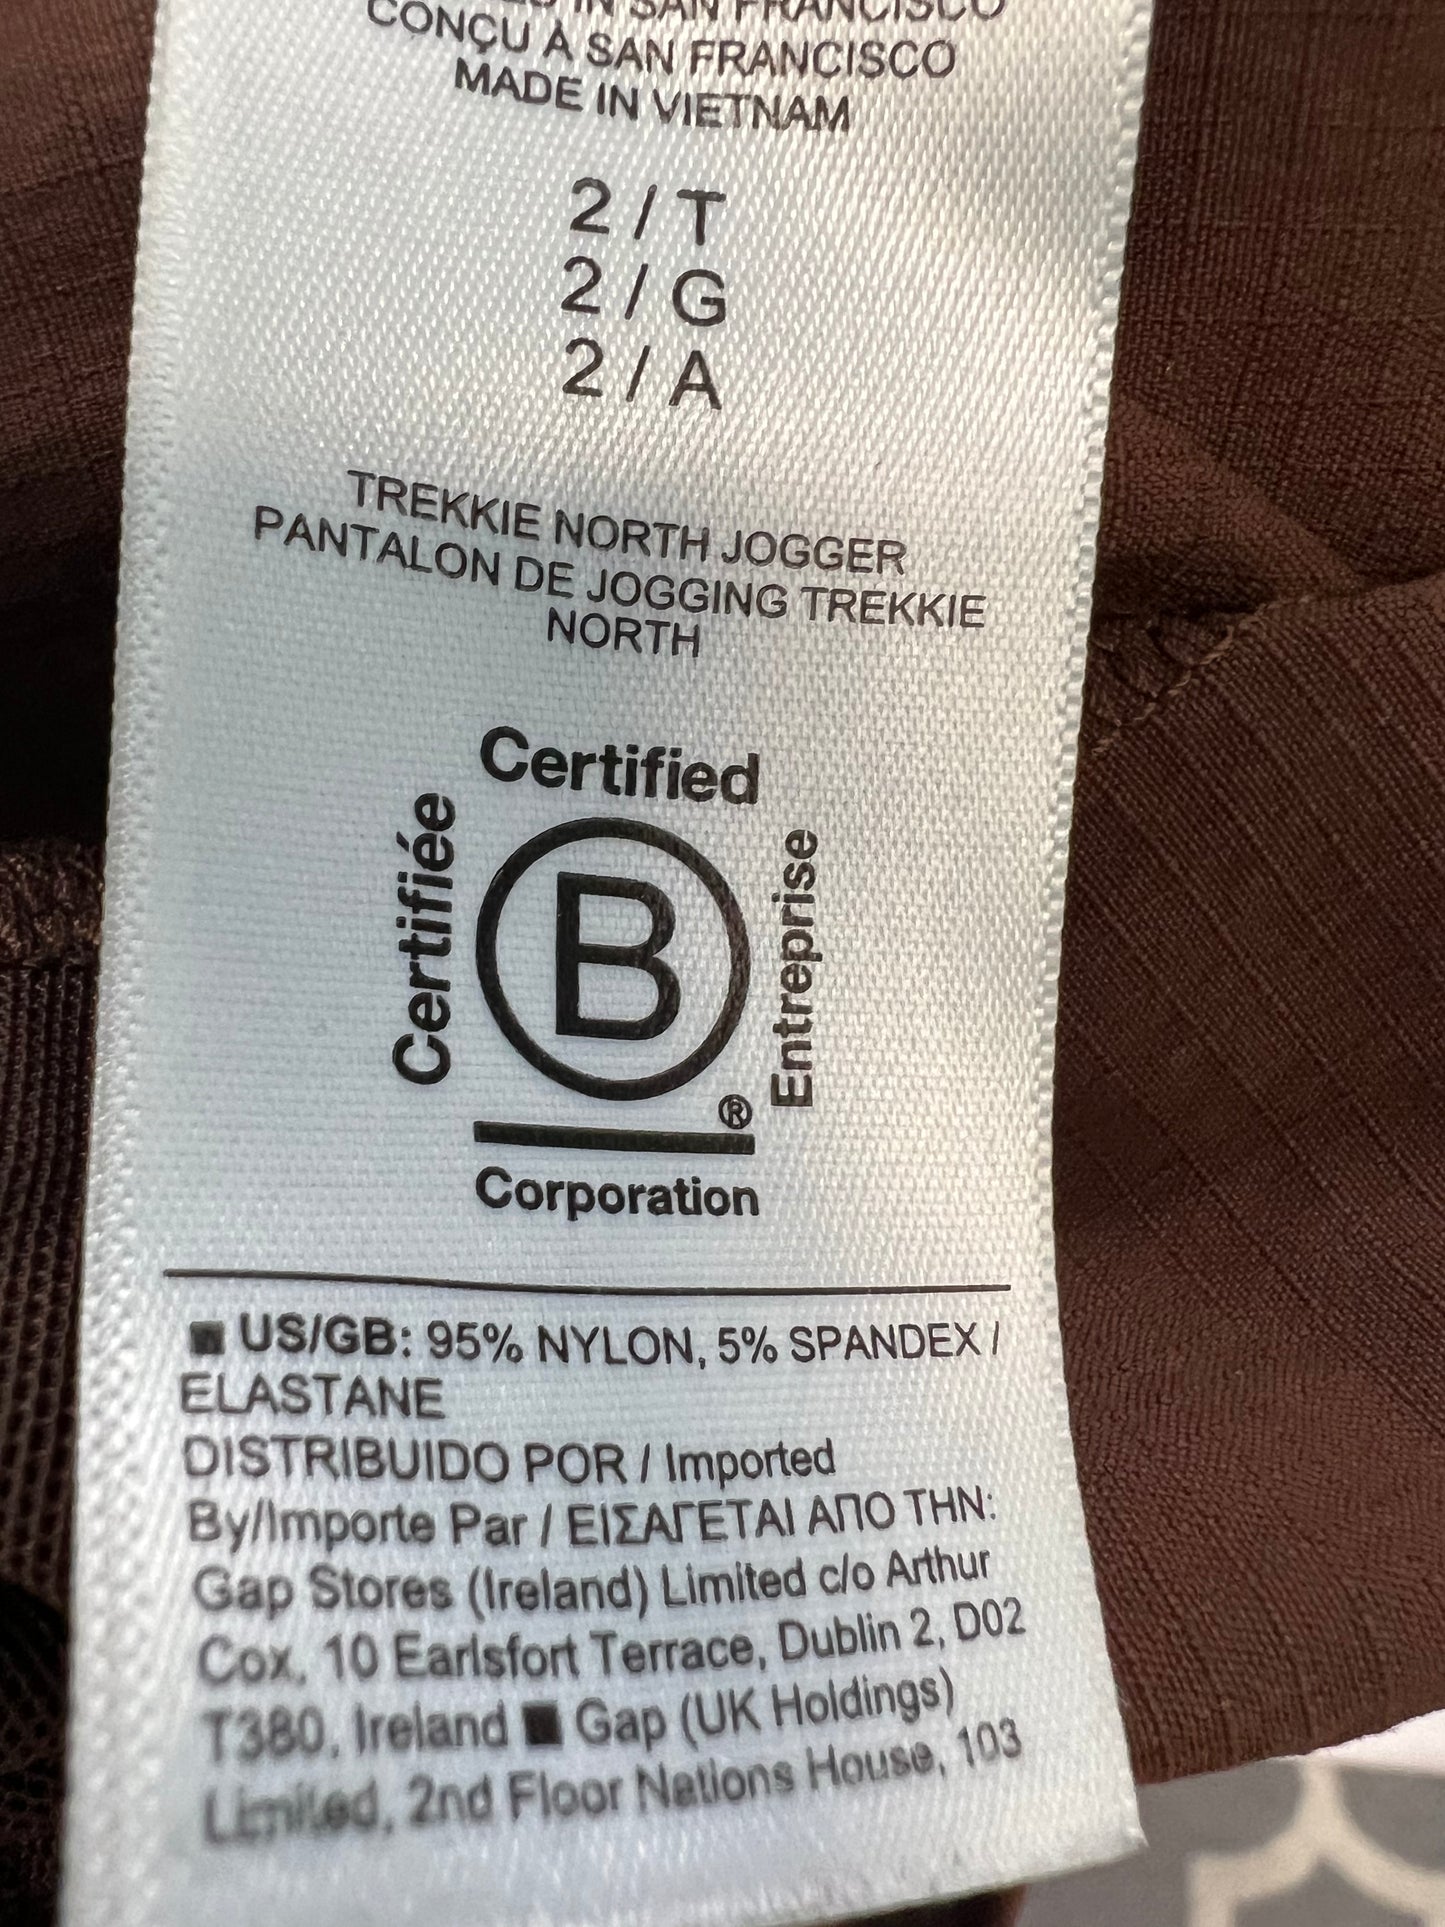 IN SAN FRANCISCO
CONÇU À SAN FRANCISCO
MADE IN VIETNAM
2 / T
2 / G
2 / A
TREKKIE NORTH JOGGER
PANTALON DE JOGGING TREKKIE
NORTH
Certified
Certifiée
B
Entreprise
®
Corporation
■ US/GB: 95% NYLON, 5% SPANDEX /
ELASTANE
DISTRIBUIDO POR / Imported
By/Importe Par / ΕΙΣΑΓΕΤΑΙ ΑΠΟ ΤΗΝ:
Gap Stores (Ireland) Limited c/o Arthur
Cox, 10 Earlsfort Terrace, Dublin 2, D02
T380, Ireland ■ Gap (UK Holdings)
Limited, 2nd Floor Nations House, 103